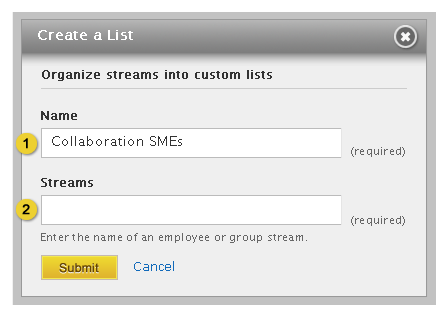 Create a List
Organize streams into custom lists
Name
1 Collaboration SMEs (required)
Streams
2 (required)
Enter the name of an employee or group stream.
Submit Cancel